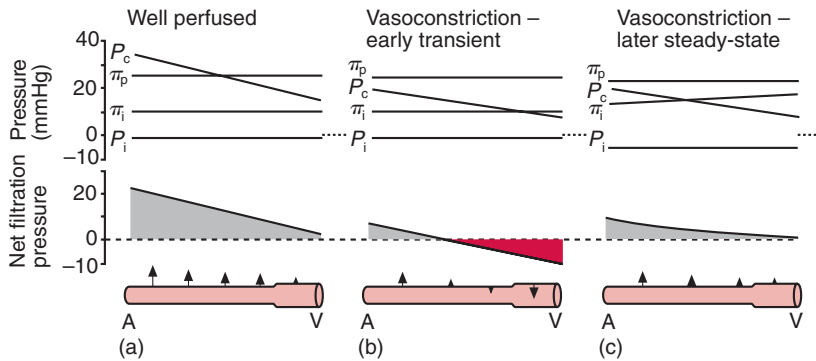 Well perfused
Vasoconstriction –
early transient
Vasoconstriction –
later steady-state
Pressure
(mmHg)
40
20
0
–10
Pc
πp
πi
Pi
πp
Pc
πi
Pi
πp
Pc
πi
Pi
Net filtration
pressure
20
0
–10
A
V
A
V
A
V
(a)
(b)
(c)